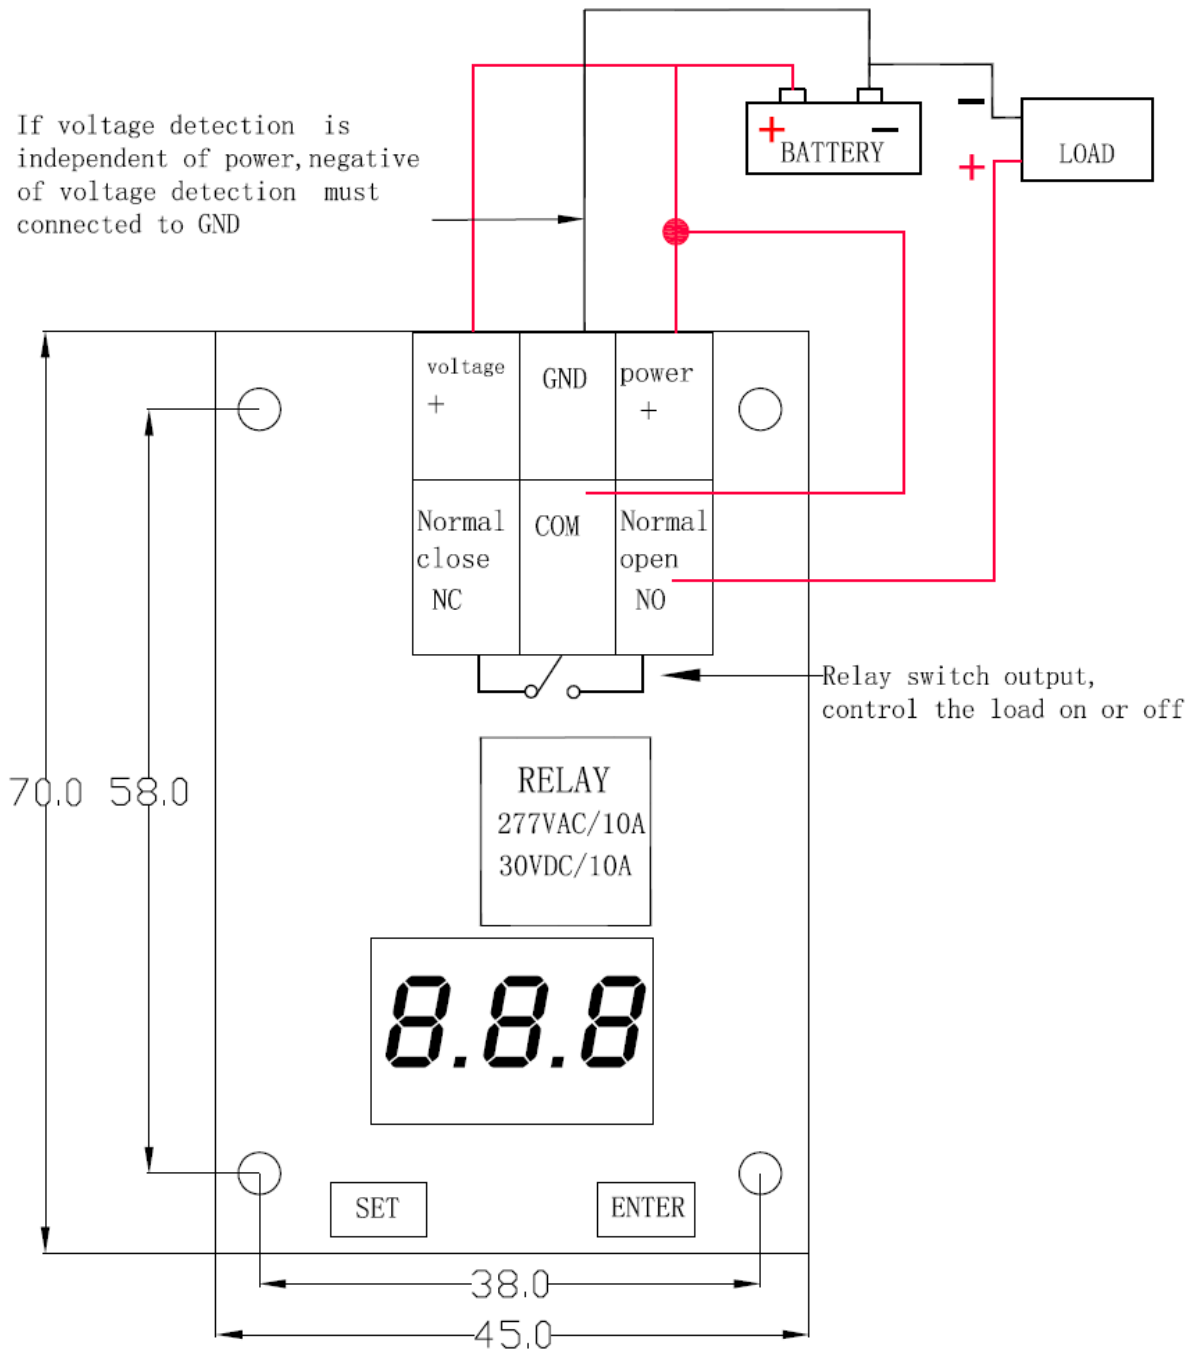 If voltage detection is
independent of power, negative
of voltage detection must
connected to GND
+ −
BATTERY
−
+
LOAD
voltage
+
GND
power
+
Normal
close
NC
COM
Normal
open
NO
Relay switch output,
control the load on or off
RELAY
277VAC/10A
30VDC/10A
70.0
58.0
8.8.8
SET
ENTER
38.0
45.0